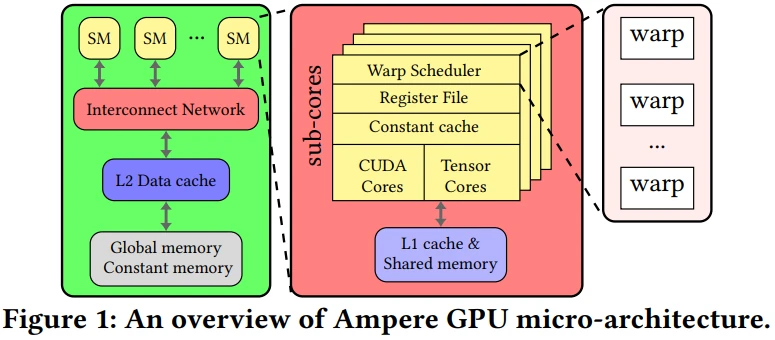 SM
SM
...
SM
Interconnect Network
L2 Data cache
Global memory
Constant memory
sub-cores
Warp Scheduler
Register File
Constant cache
CUDA
Cores
Tensor
Cores
L1 cache &
Shared memory
warp
warp
...
warp
Figure 1: An overview of Ampere GPU micro-architecture.